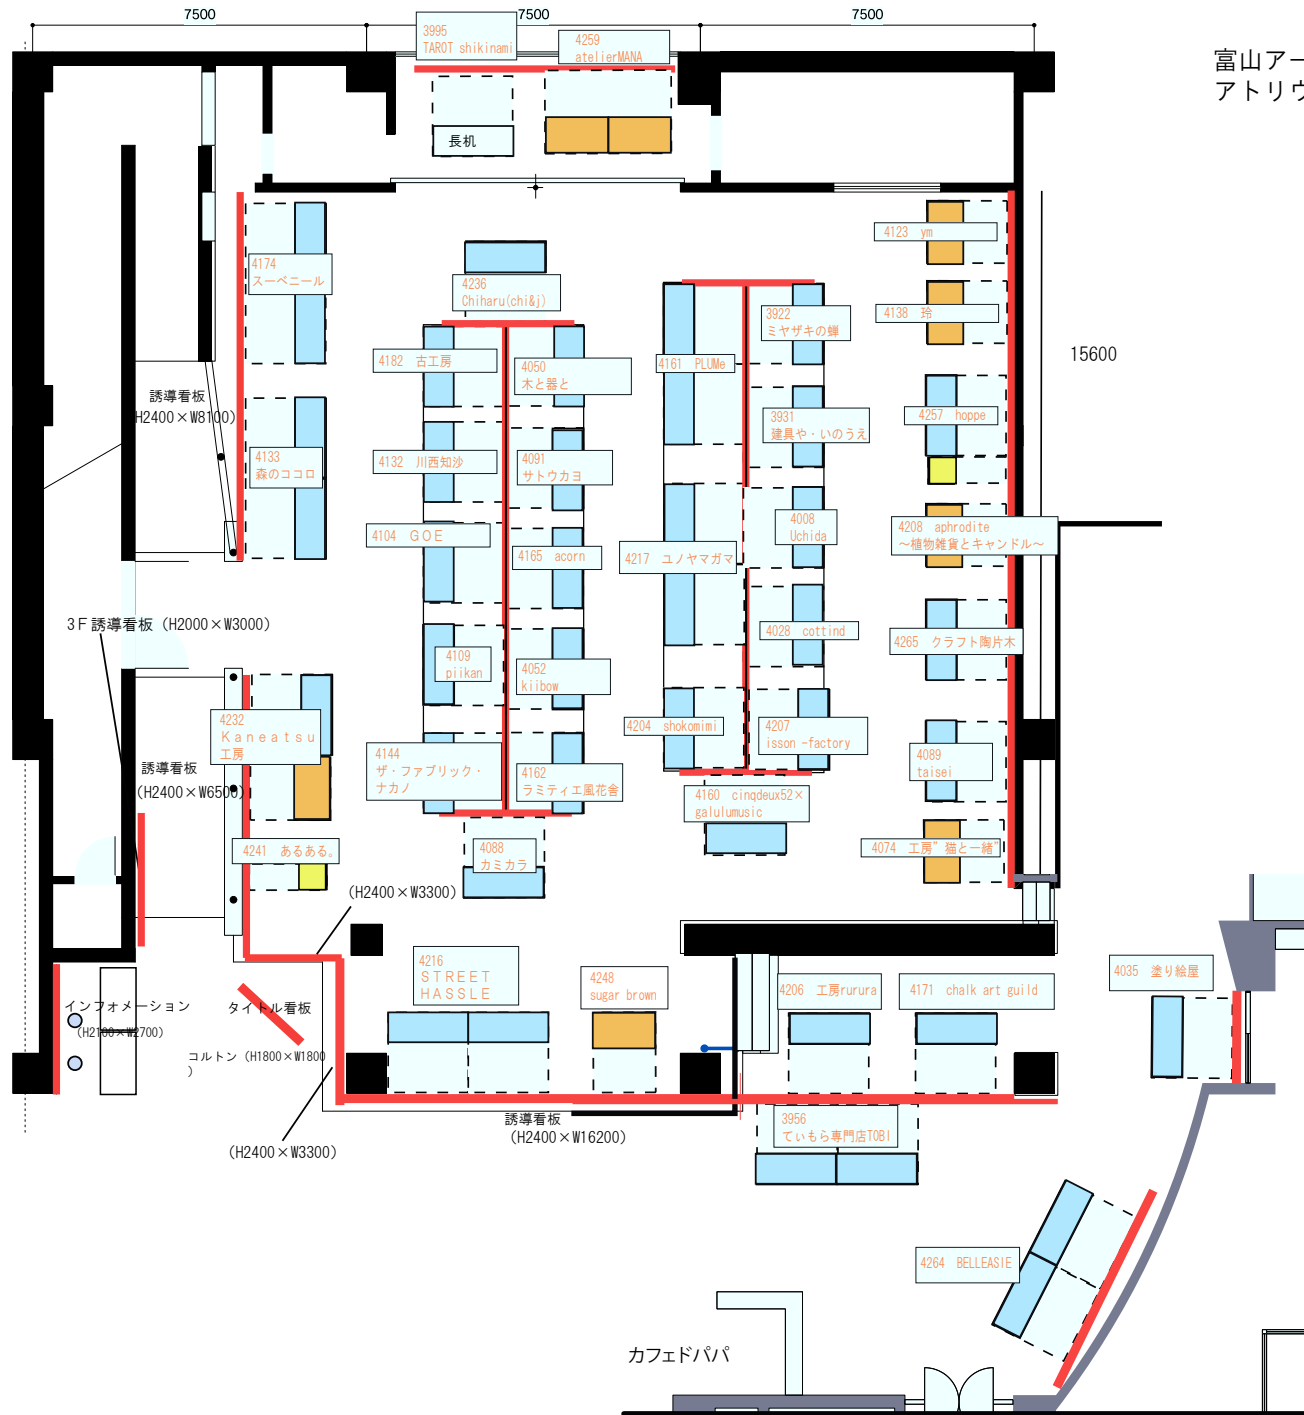 7500
7500
7500
3995
TAROT shikinami
4259
atelierMANA
富山アー
アトリウ
長机
4123 ym
4174
スーベニール
4236
Chiharu(chi&j)
4138 玲
3922
ミヤザキの蝉
4182 古工房
4050
木と器と
4161 PLUMe
15600
誘導看板
(H2400×W8100)
4257 hoppe
3931
建具や・いのうえ
4133
森のココロ
4132 川西知沙
4091
サトウカヨ
4104 GOE
4008
Uchida
4208 aphrodite
～植物雑貨とキャンドル～
4165 acorn
4217 ユノヤマガマ
3F誘導看板(H2000×W3000)
4028 cottind
4265 クラフト陶片木
4109
piikan
4052
kiibow
4232
Kaneatsu
工房
4204 shokomimi
4207
isson -factory
4144
ザ・ファブリック・
ナカノ
4162
ラミティエ風花舎
4089
taisei
誘導看板
(H2400×W6500)
4160 cinqdeux52×
galulumusic
4241 あるある。
4088
カミカラ
4074 工房”猫と一緒”
(H2400×W3300)
4216
STREET
HASSLE
4248
sugar brown
4206 工房rurura
4171 chalk art guild
4035 塗り絵屋
インフォメーション
(H2100×W2700)
タイトル看板
コルトン(H1800×W1800
)
誘導看板
(H2400×W16200)
3956
てぃもら専門店TOBI
(H2400×W3300)
4264 BELLEASIE
カフェドパパ